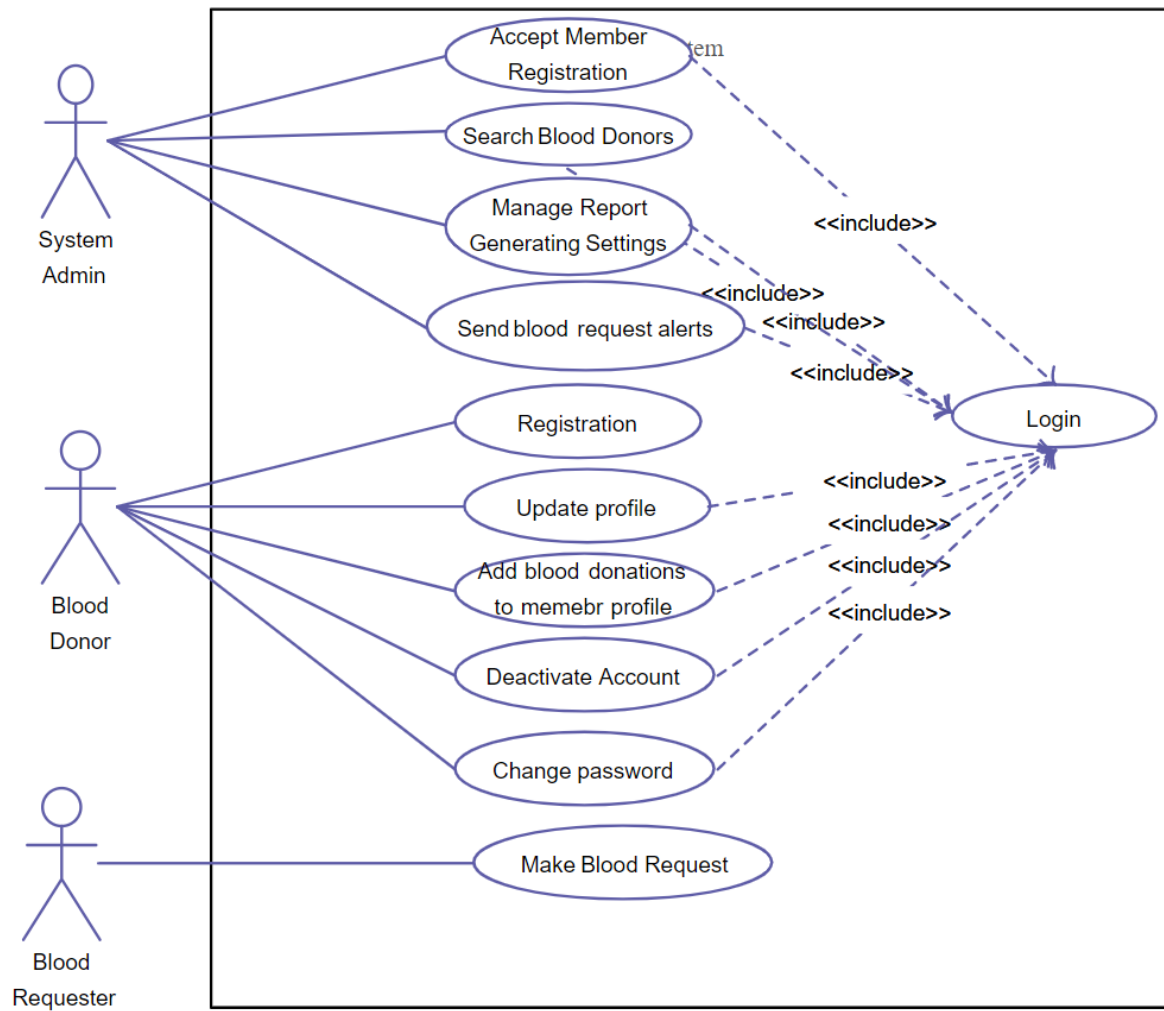 Accept Member
Registration
tem
Search Blood Donors
Manage Report
Generating Settings
<<include>>
System
Admin
<<include>>
<<include>>
Send blood request alerts
<<include>>
Login
Registration
<<include>>
Update profile
<<include>>
Add blood donations
to memebr profile
<<include>>
Blood
Donor
<<include>>
Deactivate Account
Change password
Make Blood Request
Blood
Requester